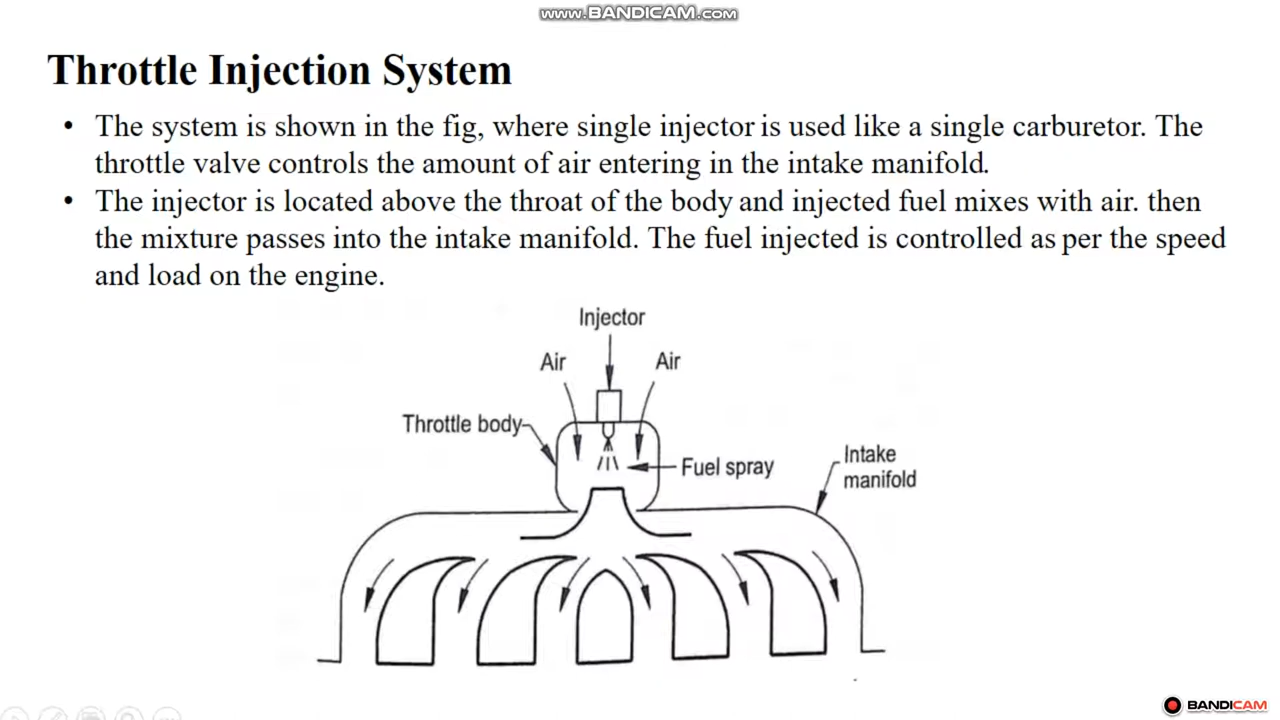 www.BANDICAM.com
Throttle Injection System
• The system is shown in the fig, where single injector is used like a single carburetor. The
throttle valve controls the amount of air entering in the intake manifold.
• The injector is located above the throat of the body and injected fuel mixes with air. then
the mixture passes into the intake manifold. The fuel injected is controlled as per the speed
and load on the engine.
Injector
Air
Air
Throttle body
Intake
manifold
Fuel spray
BANDICAM